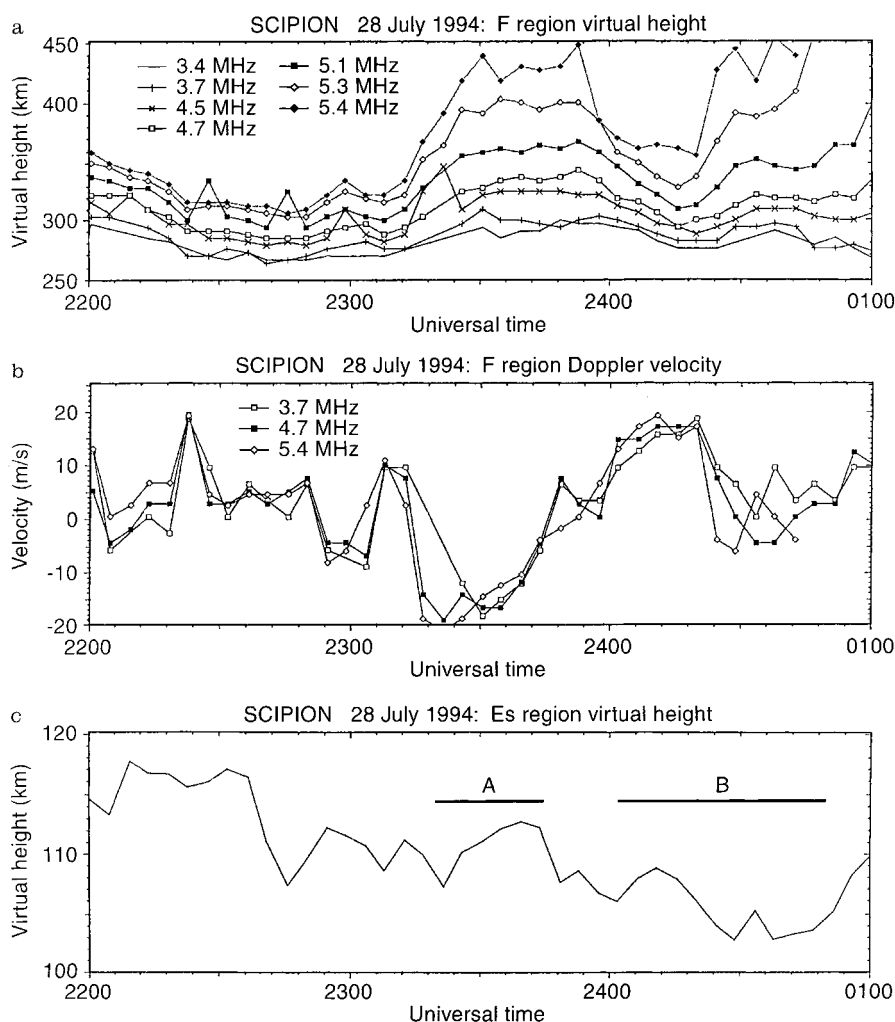 a
SCIPION 28 July 1994: F region virtual height
Virtual height (km)
450
400
300
250
3.4 MHz
3.7 MHz
4.5 MHz
4.7 MHz
5.1 MHz
5.3 MHz
5.4 MHz
2200 2300 2400 0100
Universal time
b
SCIPION 28 July 1994: F region Doppler velocity
Velocity (m/s)
20
10
0
-10
-20
3.7 MHz
4.7 MHz
5.4 MHz
2200 2300 2400 0100
Universal time
c
SCIPION 28 July 1994: Es region virtual height
Virtual height (km)
120
110
100
A
B
2200 2300 2400 0100
Universal time